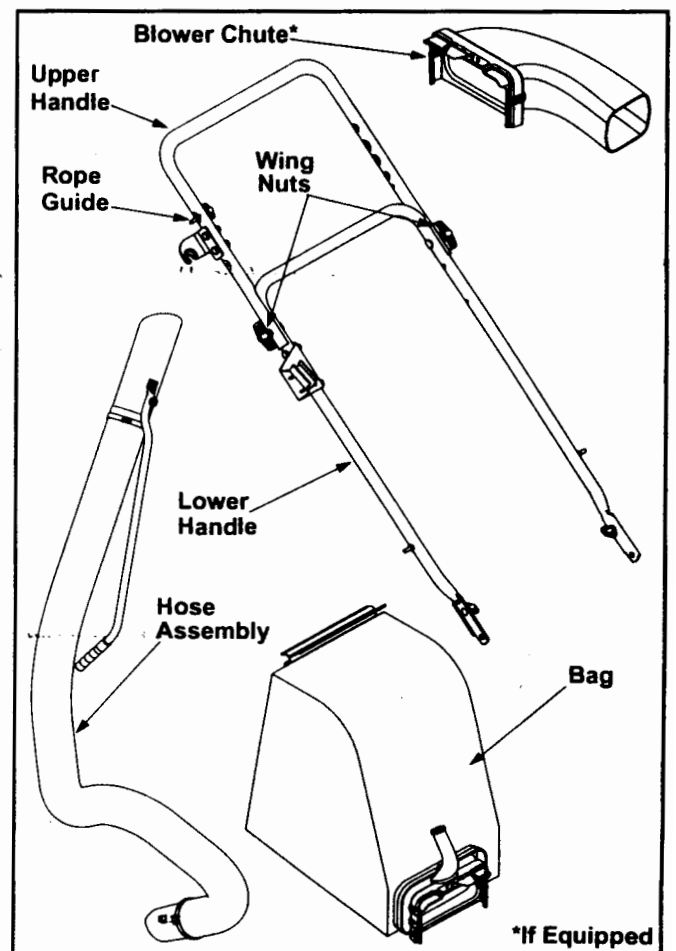 Blower Chute*
Upper
Handle
Rope
Guide
Wing
Nuts
Lower
Handle
Hose
Assembly
Bag
*If Equipped